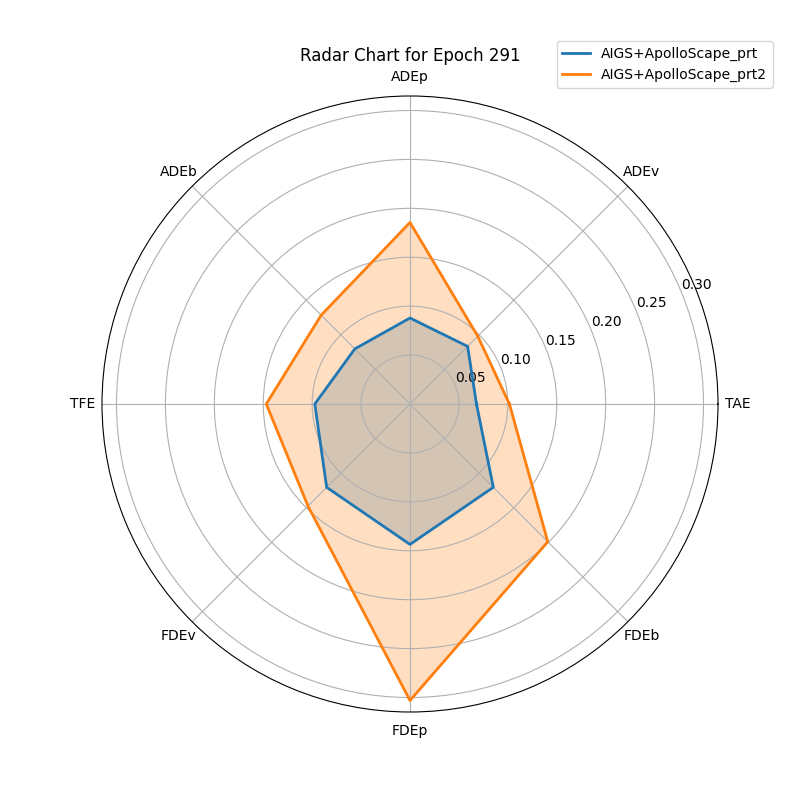 Radar Chart for Epoch 291
AIGS+ApolloScape_prt
AIGS+ApolloScape_prt2
ADEp
ADEb
ADEv
0.30
0.25
0.20
0.15
0.10
0.05
TFE
TAE
FDEv
FDEb
FDEp